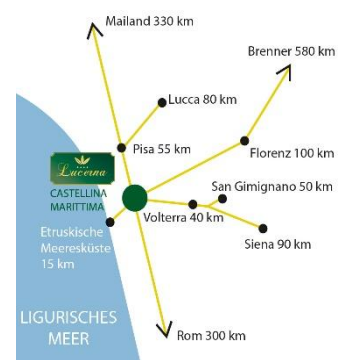 Mailand 330 km
Brenner 580 km
Lucca 80 km
Pisa 55 km
Florenz 100 km
Lucerna
CASTELLINA
MARITTIMA
San Gimignano 50 km
Volterra 40 km
Etruskische
Meeresküste
15 km
Siena 90 km
LIGURISCHES
MEER
Rom 300 km